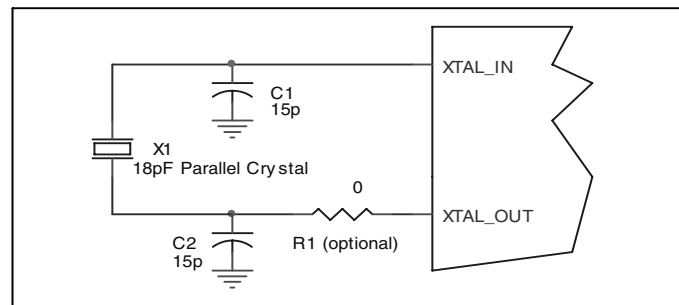 XTAL_IN
C1
15p
X1
18pF Parallel Crystal
0
XTAL_OUT
R1 (optional)
C2
15p